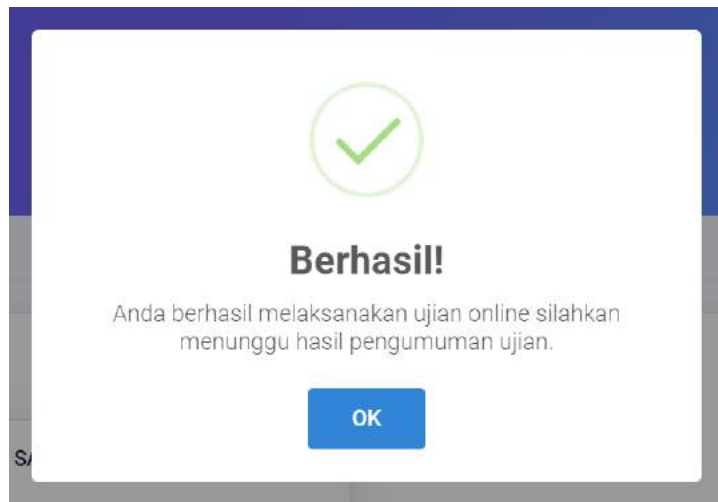 Berhasil!
Anda berhasil melaksanakan ujian online silahkan
menunggu hasil pengumuman ujian.
OK